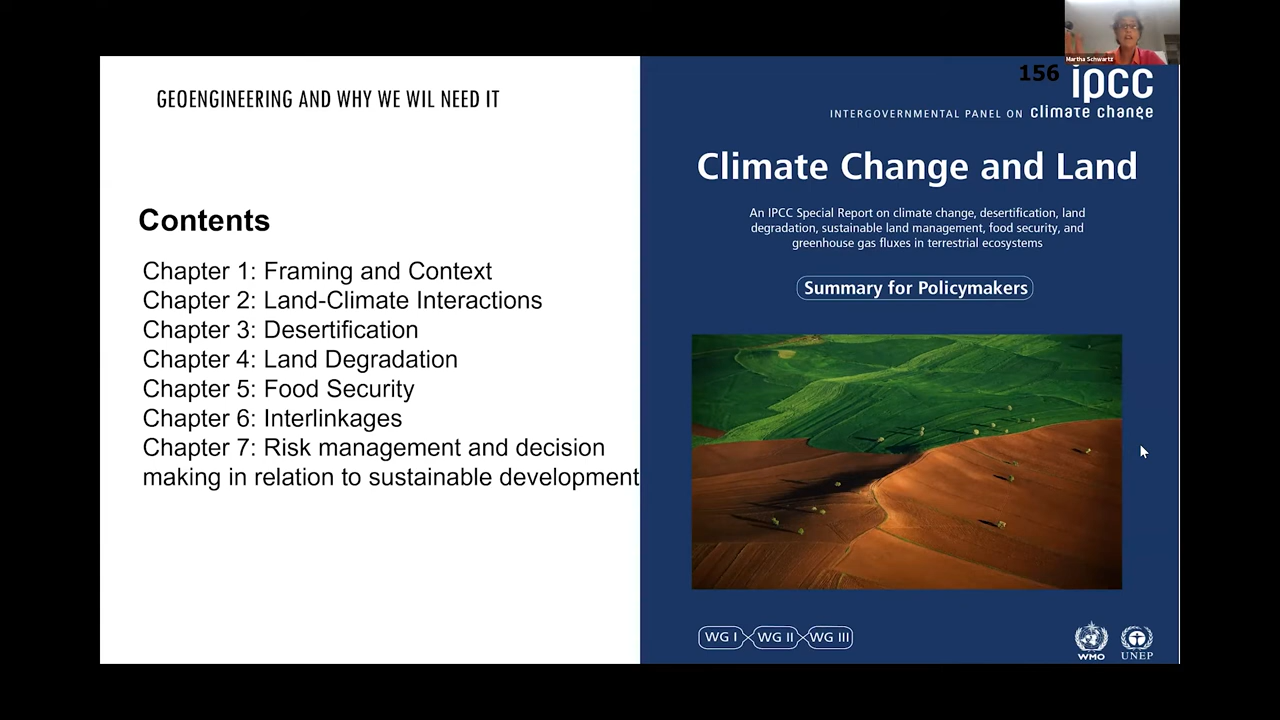 Martha Schwartz
GEOENGINEERING AND WHY WE WIL NEED IT
Contents
Chapter 1: Framing and Context
Chapter 2: Land-Climate Interactions
Chapter 3: Desertification
Chapter 4: Land Degradation
Chapter 5: Food Security
Chapter 6: Interlinkages
Chapter 7: Risk management and decision
making in relation to sustainable development
156
ipcc
INTERGOVERNMENTAL PANEL ON climate change
Climate Change and Land
An IPCC Special Report on climate change, desertification, land
degradation, sustainable land management, food security, and
greenhouse gas fluxes in terrestrial ecosystems
Summary for Policymakers
WG I WG II WG III
WMO UNEP